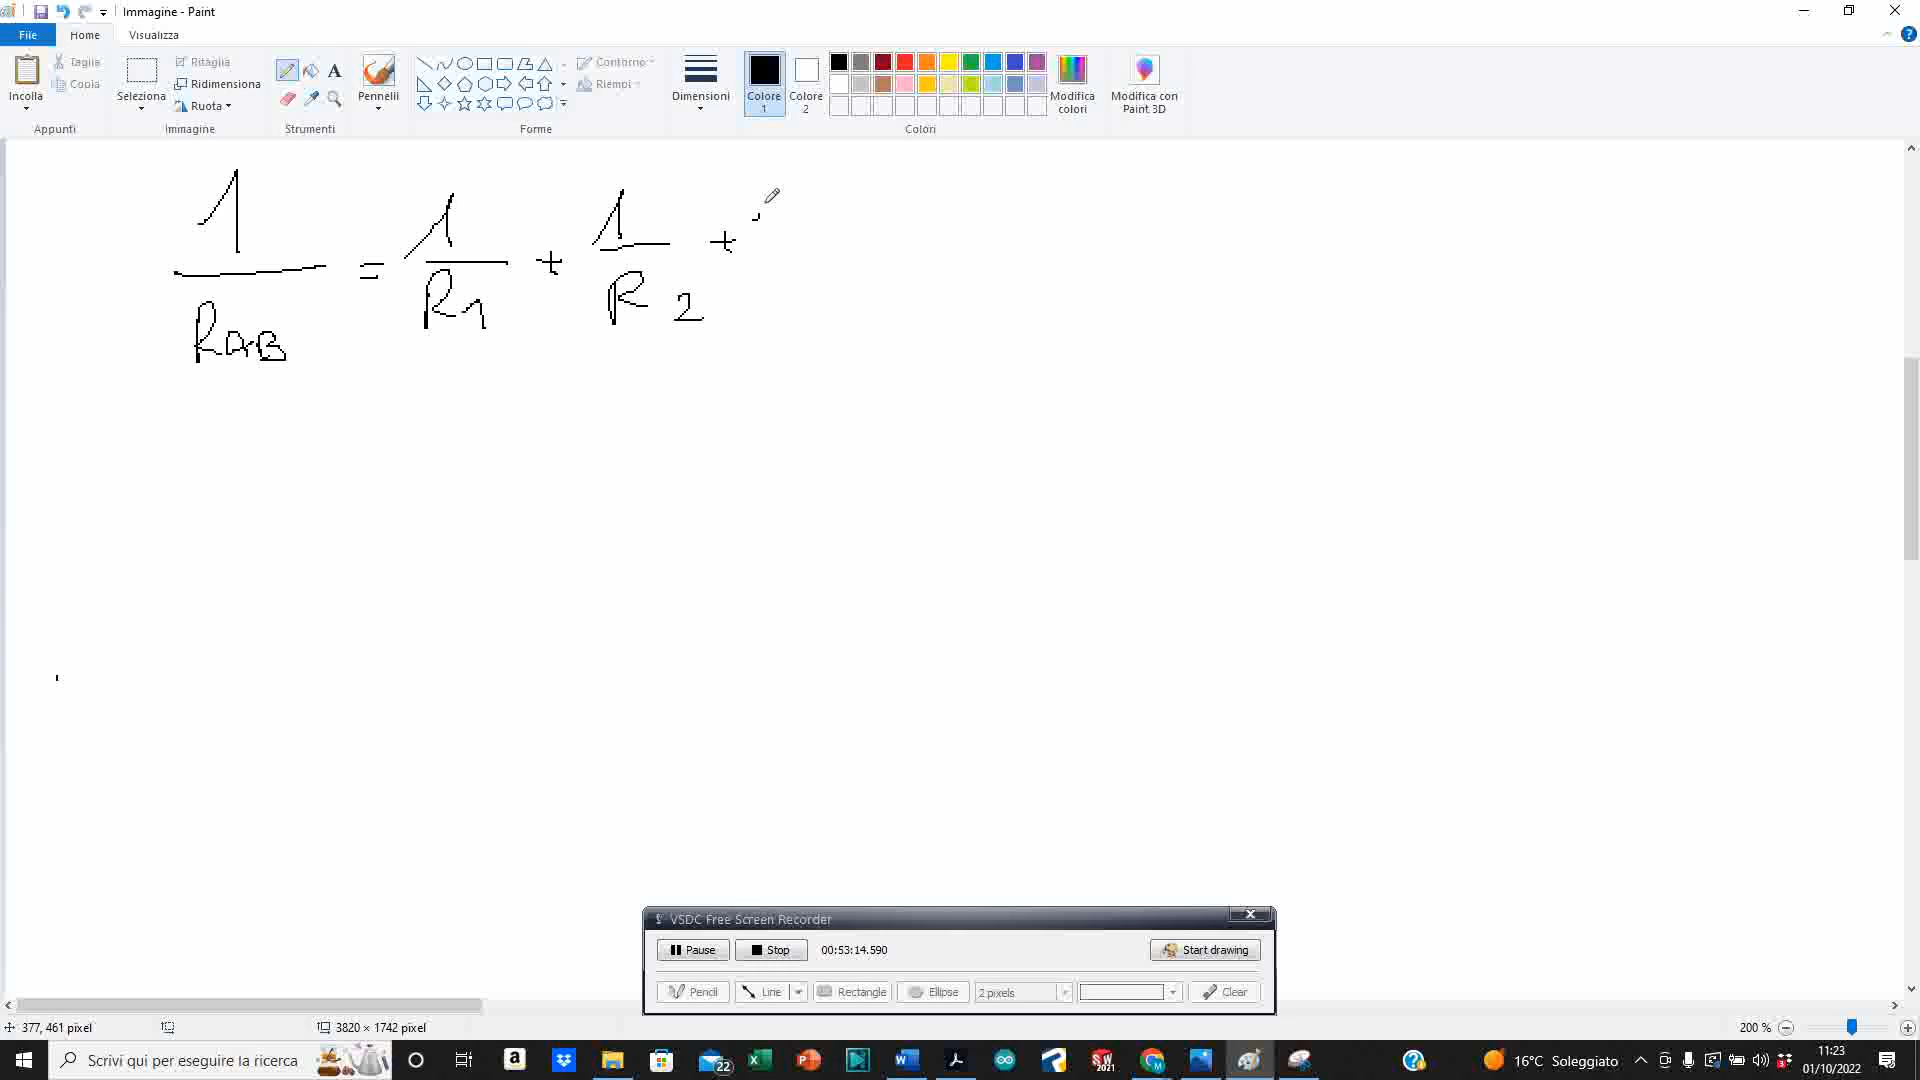 Immagine - Paint
File Home Visualizza
Incolla
Taglia
Copia
Appunti
Seleziona
Ritaglia
Ridimensiona
Ruota
Immagine
A
Strumenti
Pennelli
Contorno
Riempi
Forme
Dimensioni
Colore 1
Colore 2
Modifica colori
Modifica con Paint 3D
Colori
1 1 1
= + +
RAB R1 R2
VSDC Free Screen Recorder
Pause Stop 00:53:14.590 Start drawing
Pencil Line Rectangle Ellipse 2 pixels Clear
377, 461 pixel 3820 × 1742 pixel 200 %
Scrivi qui per eseguire la ricerca 22 2021 16°C Soleggiato 11:23
01/10/2022